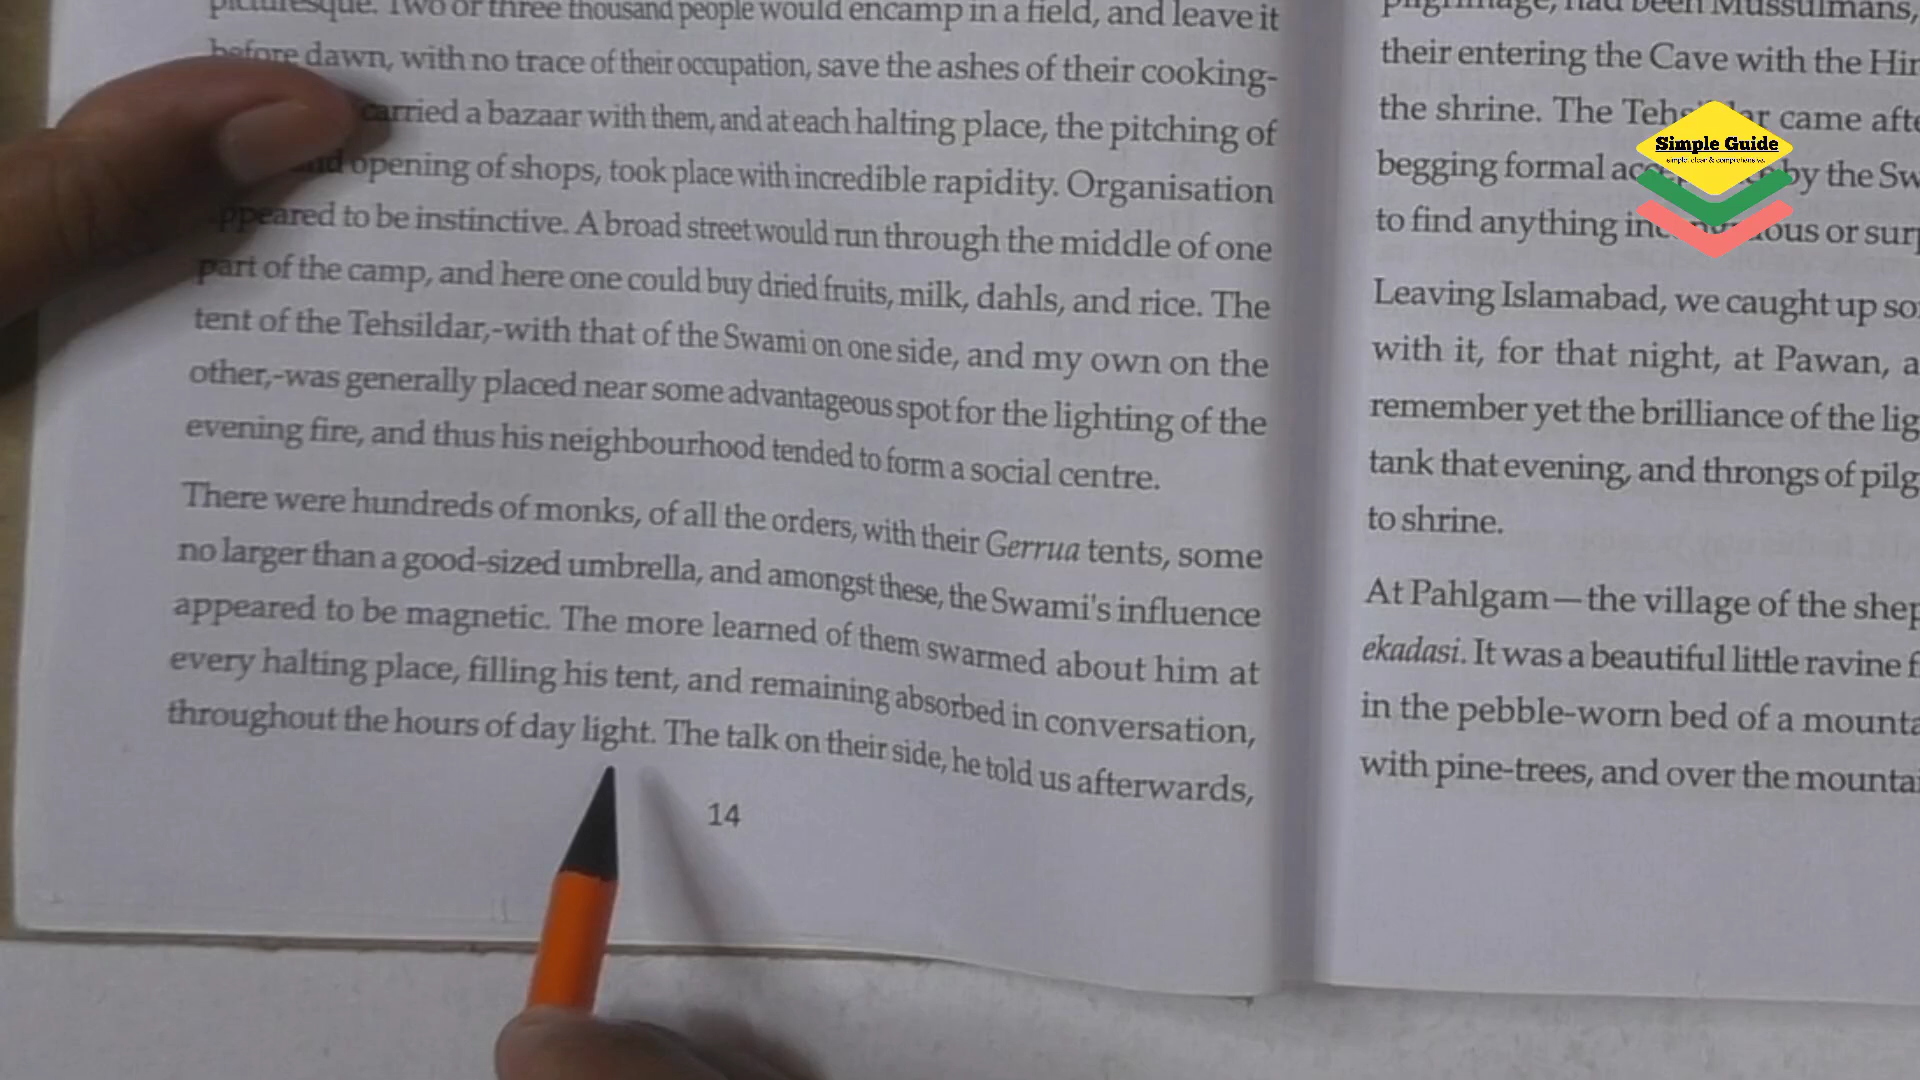 picturesque. Two or three thousand people would encamp in a field, and leave it
before dawn, with no trace of their occupation, save the ashes of their cooking-
carried a bazaar with them, and at each halting place, the pitching of
opening of shops, took place with incredible rapidity. Organisation
appeared to be instinctive. A broad street would run through the middle of one
part of the camp, and here one could buy dried fruits, milk, dahls, and rice. The
tent of the Tehsildar,-with that of the Swami on one side, and my own on the
other,-was generally placed near some advantageous spot for the lighting of the
evening fire, and thus his neighbourhood tended to form a social centre.
There were hundreds of monks, of all the orders, with their Gerrua tents, some
no larger than a good-sized umbrella, and amongst these, the Swami's influence
appeared to be magnetic. The more learned of them swarmed about him at
every halting place, filling his tent, and remaining absorbed in conversation,
throughout the hours of day light. The talk on their side, he told us afterwards,
14
had been Mussulmans,
their entering the Cave with the
the shrine. The came
begging formal by the
to find anything or
Leaving Islamabad, we caught up
with it, for that night, at Pawan,
remember yet the brilliance of the
tank that evening, and throngs of
to shrine.
At Pahlgam—the village of the
ekadasi. It was a beautiful little ravine
in the pebble-worn bed of a
with pine-trees, and over the
Simple Guide
simple, clear & comprehensive